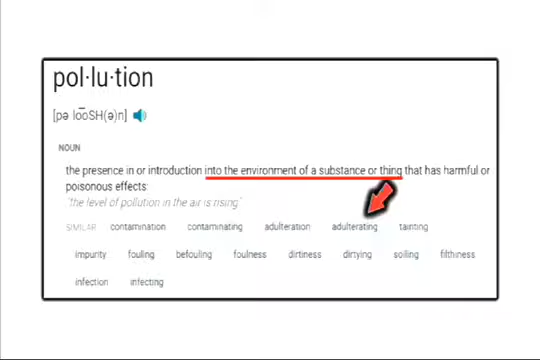 pol·lu·tion
[pə ˈlo͞oSH(ə)n]
NOUN
the presence in or introduction into the environment of a substance or thing that has harmful or
poisonous effects:
"the level of pollution in the air is rising"
SIMILAR contamination contaminating adulteration adulterating tainting
impurity fouling befouling foulness dirtiness dirtying soiling filthiness
infection infecting